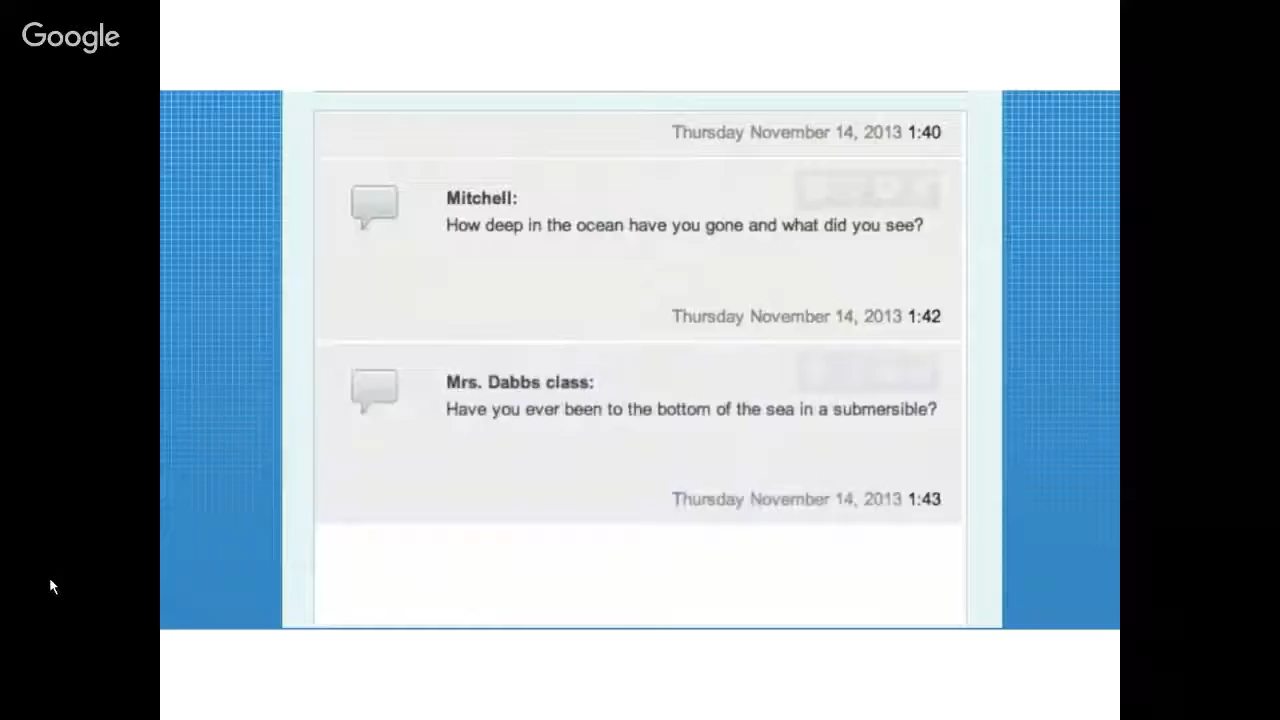 Google
Thursday November 14, 2013 1:40
Mitchell:
How deep in the ocean have you gone and what did you see?
Thursday November 14, 2013 1:42
Mrs. Dabbs class:
Have you ever been to the bottom of the sea in a submersible?
Thursday November 14, 2013 1:43